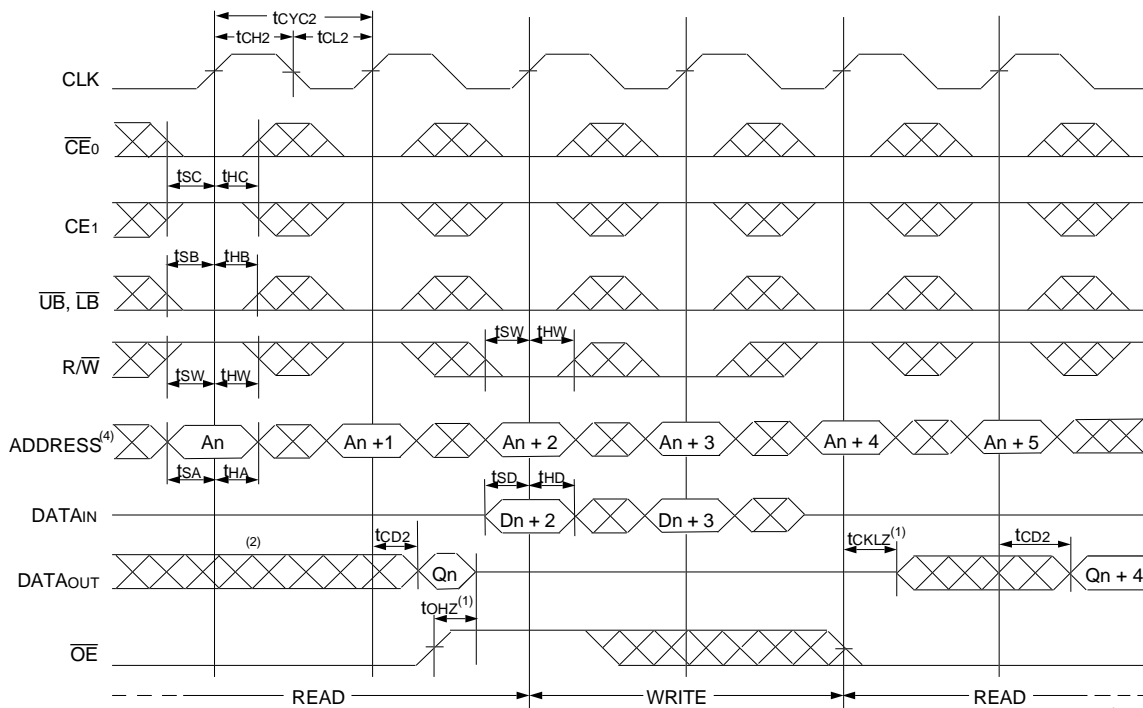 tCYC2
tCH2 tCL2
CLK
CE0
tSC tHC
CE1
tSB tHB
UB, LB
tSW tHW
R/W
tSW tHW
ADDRESS(4) An An +1 An + 2 An + 3 An + 4 An + 5
tSA tHA tSD tHD
DATAIN Dn + 2 Dn + 3
(2) tCD2 tCKLZ(1) tCD2
DATAOUT Qn Qn + 4
tOHZ(1)
OE
READ WRITE READ